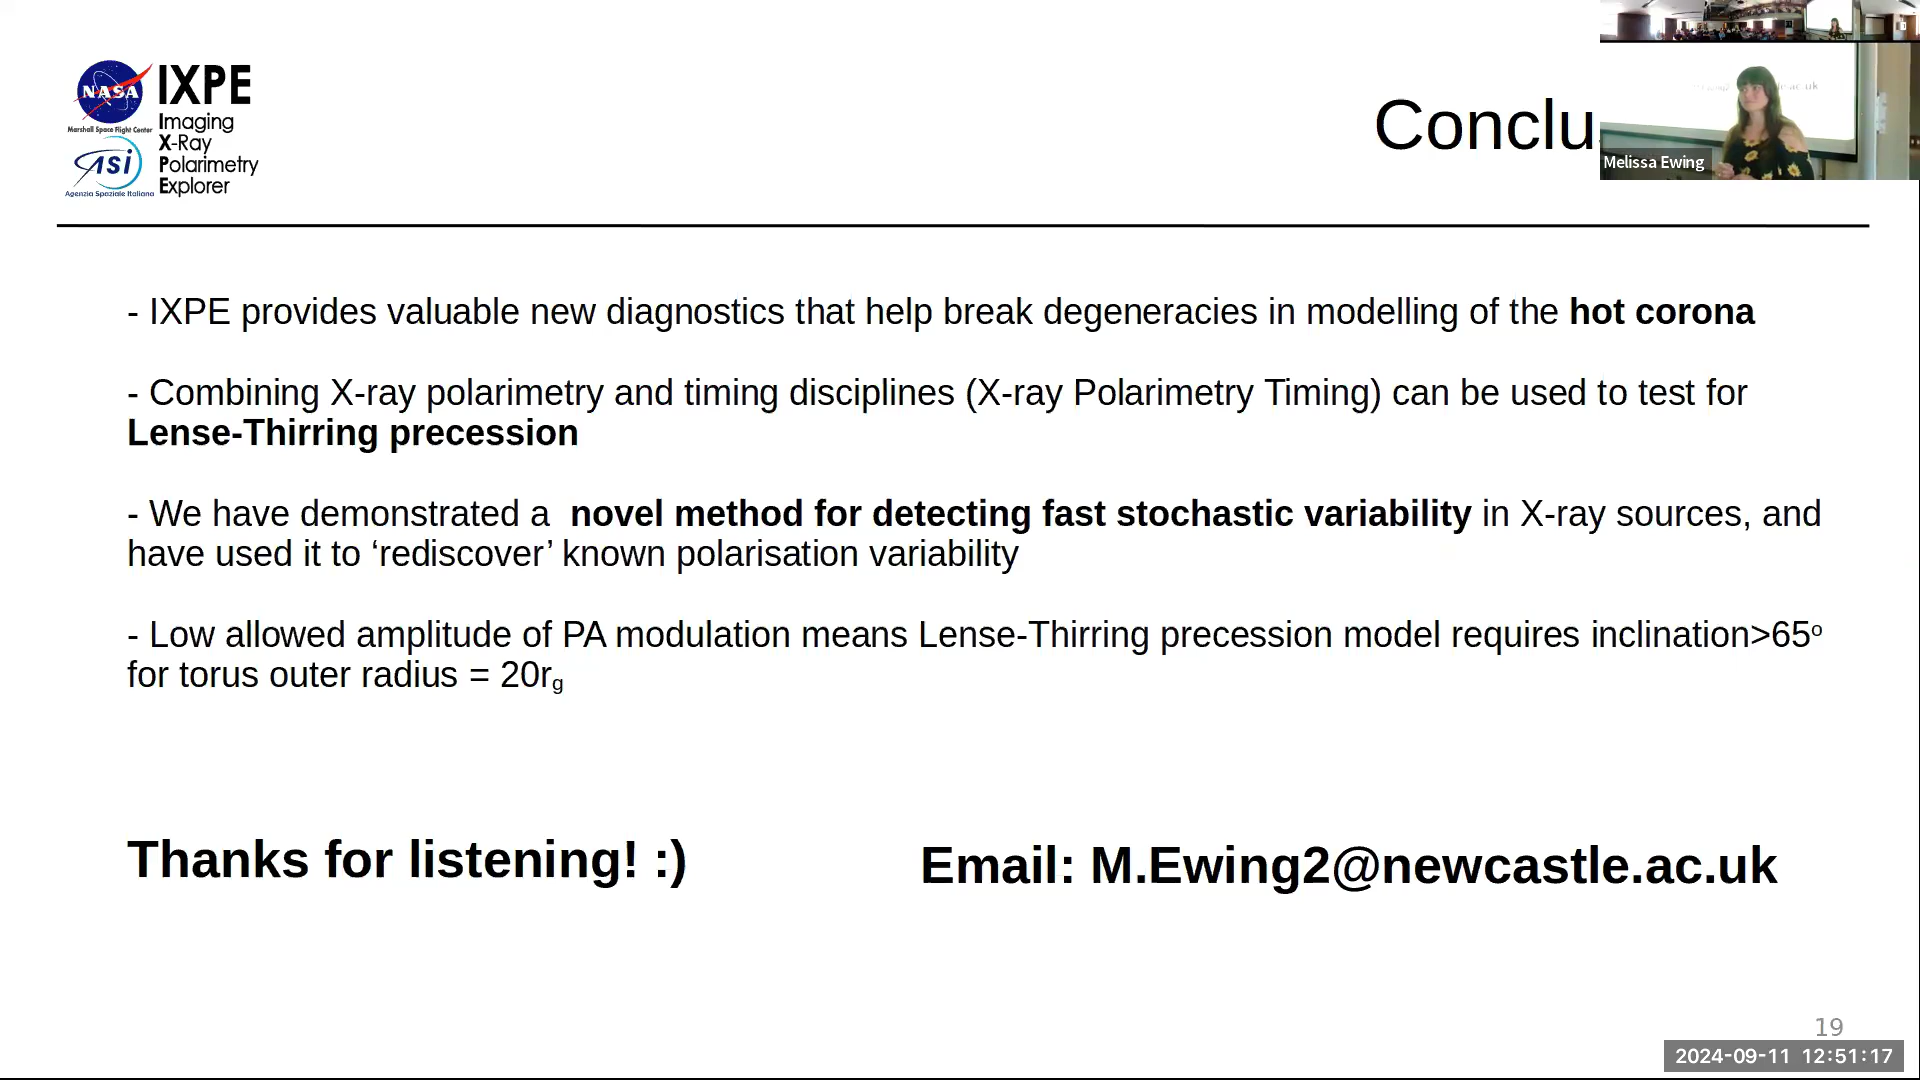 NASA
Marshall Space Flight Center
asi
Agenzia Spaziale Italiana
IXPE
Imaging
X-Ray
Polarimetry
Explorer
Conclu
Melissa Ewing
- IXPE provides valuable new diagnostics that help break degeneracies in modelling of the hot corona
- Combining X-ray polarimetry and timing disciplines (X-ray Polarimetry Timing) can be used to test for
Lense-Thirring precession
- We have demonstrated a novel method for detecting fast stochastic variability in X-ray sources, and
have used it to ‘rediscover’ known polarisation variability
- Low allowed amplitude of PA modulation means Lense-Thirring precession model requires inclination>65º
for torus outer radius = 20rg
Thanks for listening! :)
Email: M.Ewing2@newcastle.ac.uk
19
2024-09-11 12:51:17